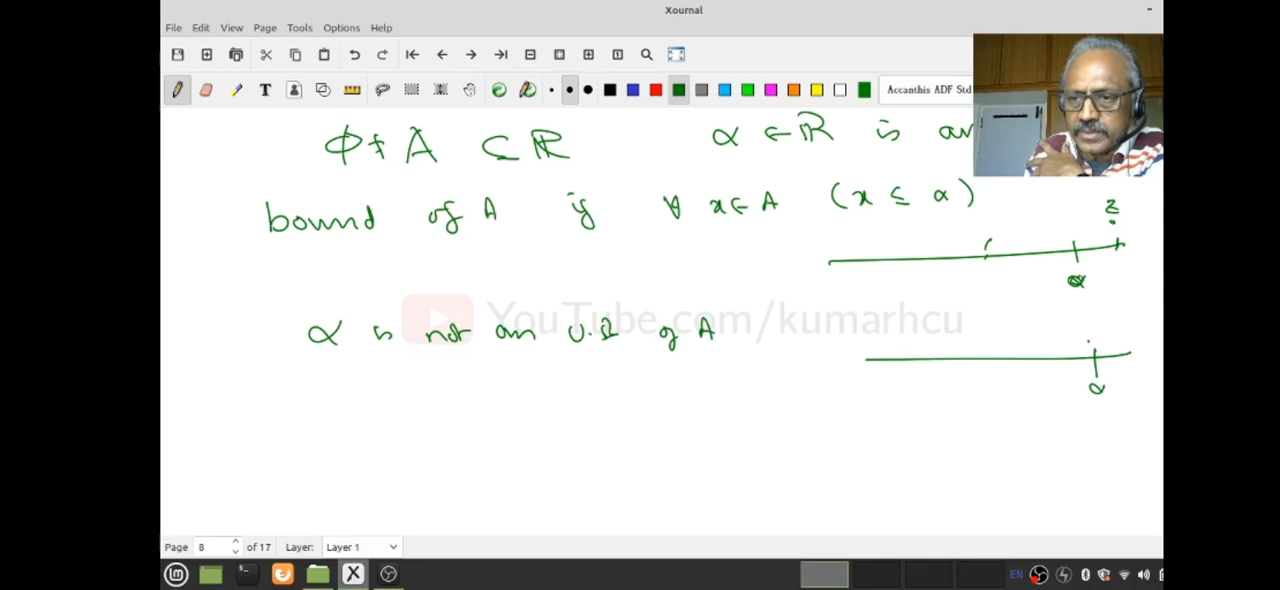 Xournal
File Edit View Page Tools Options Help
Accanthis ADF Std
ϕ ≠ A ⊆ ℝ α ∈ ℝ is an
bound of A if ∀ x ∈ A (x ≤ α)
z
α
YouTube.com/kumarhcu
α is not an U.B of A
α
Page 8 of 17 Layer: Layer 1
EN